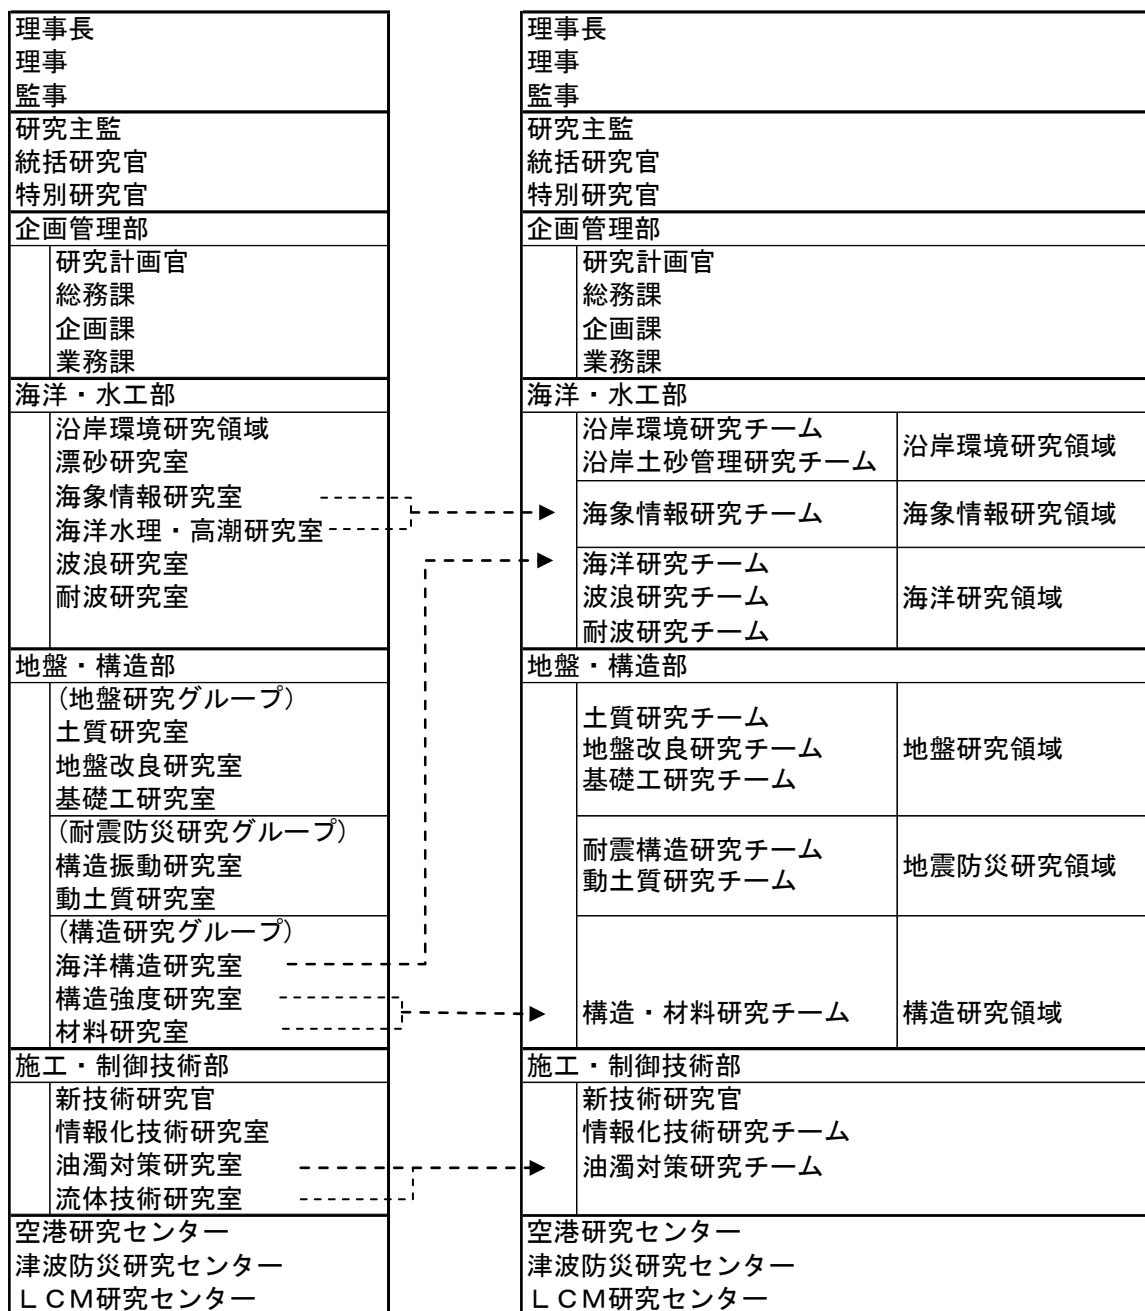 理事長
理事
監事
研究主監
統括研究官
特別研究官
企画管理部
研究計画官
総務課
企画課
業務課
海洋・水工部
沿岸環境研究領域
漂砂研究室
海象情報研究室
海洋水理・高潮研究室
波浪研究室
耐波研究室
地盤・構造部
(地盤研究グループ)
土質研究室
地盤改良研究室
基礎工研究室
(耐震防災研究グループ)
構造振動研究室
動土質研究室
(構造研究グループ)
海洋構造研究室
構造強度研究室
材料研究室
施工・制御技術部
新技術研究官
情報化技術研究室
油濁対策研究室
流体技術研究室
空港研究センター
津波防災研究センター
LCM研究センター
理事長
理事
監事
研究主監
統括研究官
特別研究官
企画管理部
研究計画官
総務課
企画課
業務課
海洋・水工部
沿岸環境研究チーム
沿岸土砂管理研究チーム
沿岸環境研究領域
海象情報研究チーム
海象情報研究領域
海洋研究チーム
波浪研究チーム
耐波研究チーム
海洋研究領域
地盤・構造部
土質研究チーム
地盤改良研究チーム
基礎工研究チーム
地盤研究領域
耐震構造研究チーム
動土質研究チーム
地震防災研究領域
構造・材料研究チーム
構造研究領域
施工・制御技術部
新技術研究官
情報化技術研究チーム
油濁対策研究チーム
空港研究センター
津波防災研究センター
LCM研究センター